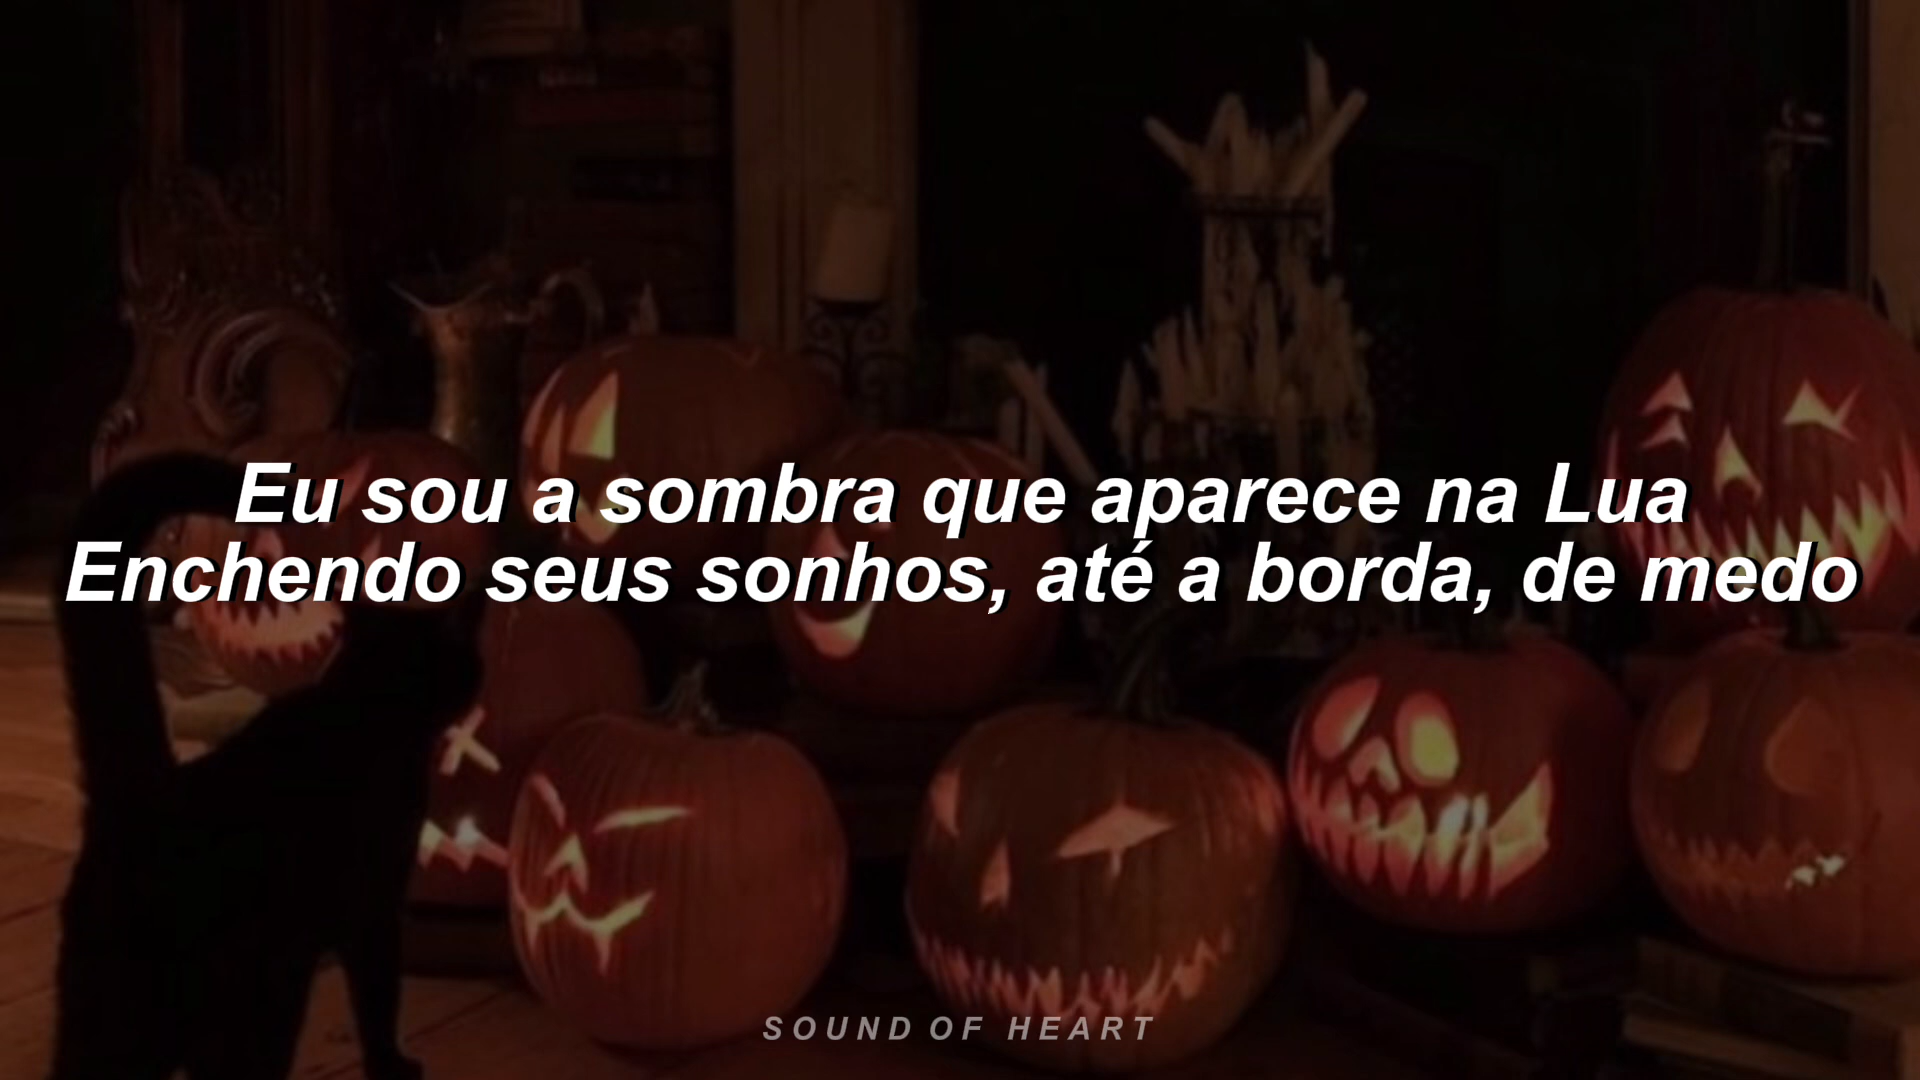 Eu sou a sombra que aparece na Lua
Enchendo seus sonhos, até a borda, de medo
SOUND OF HEART